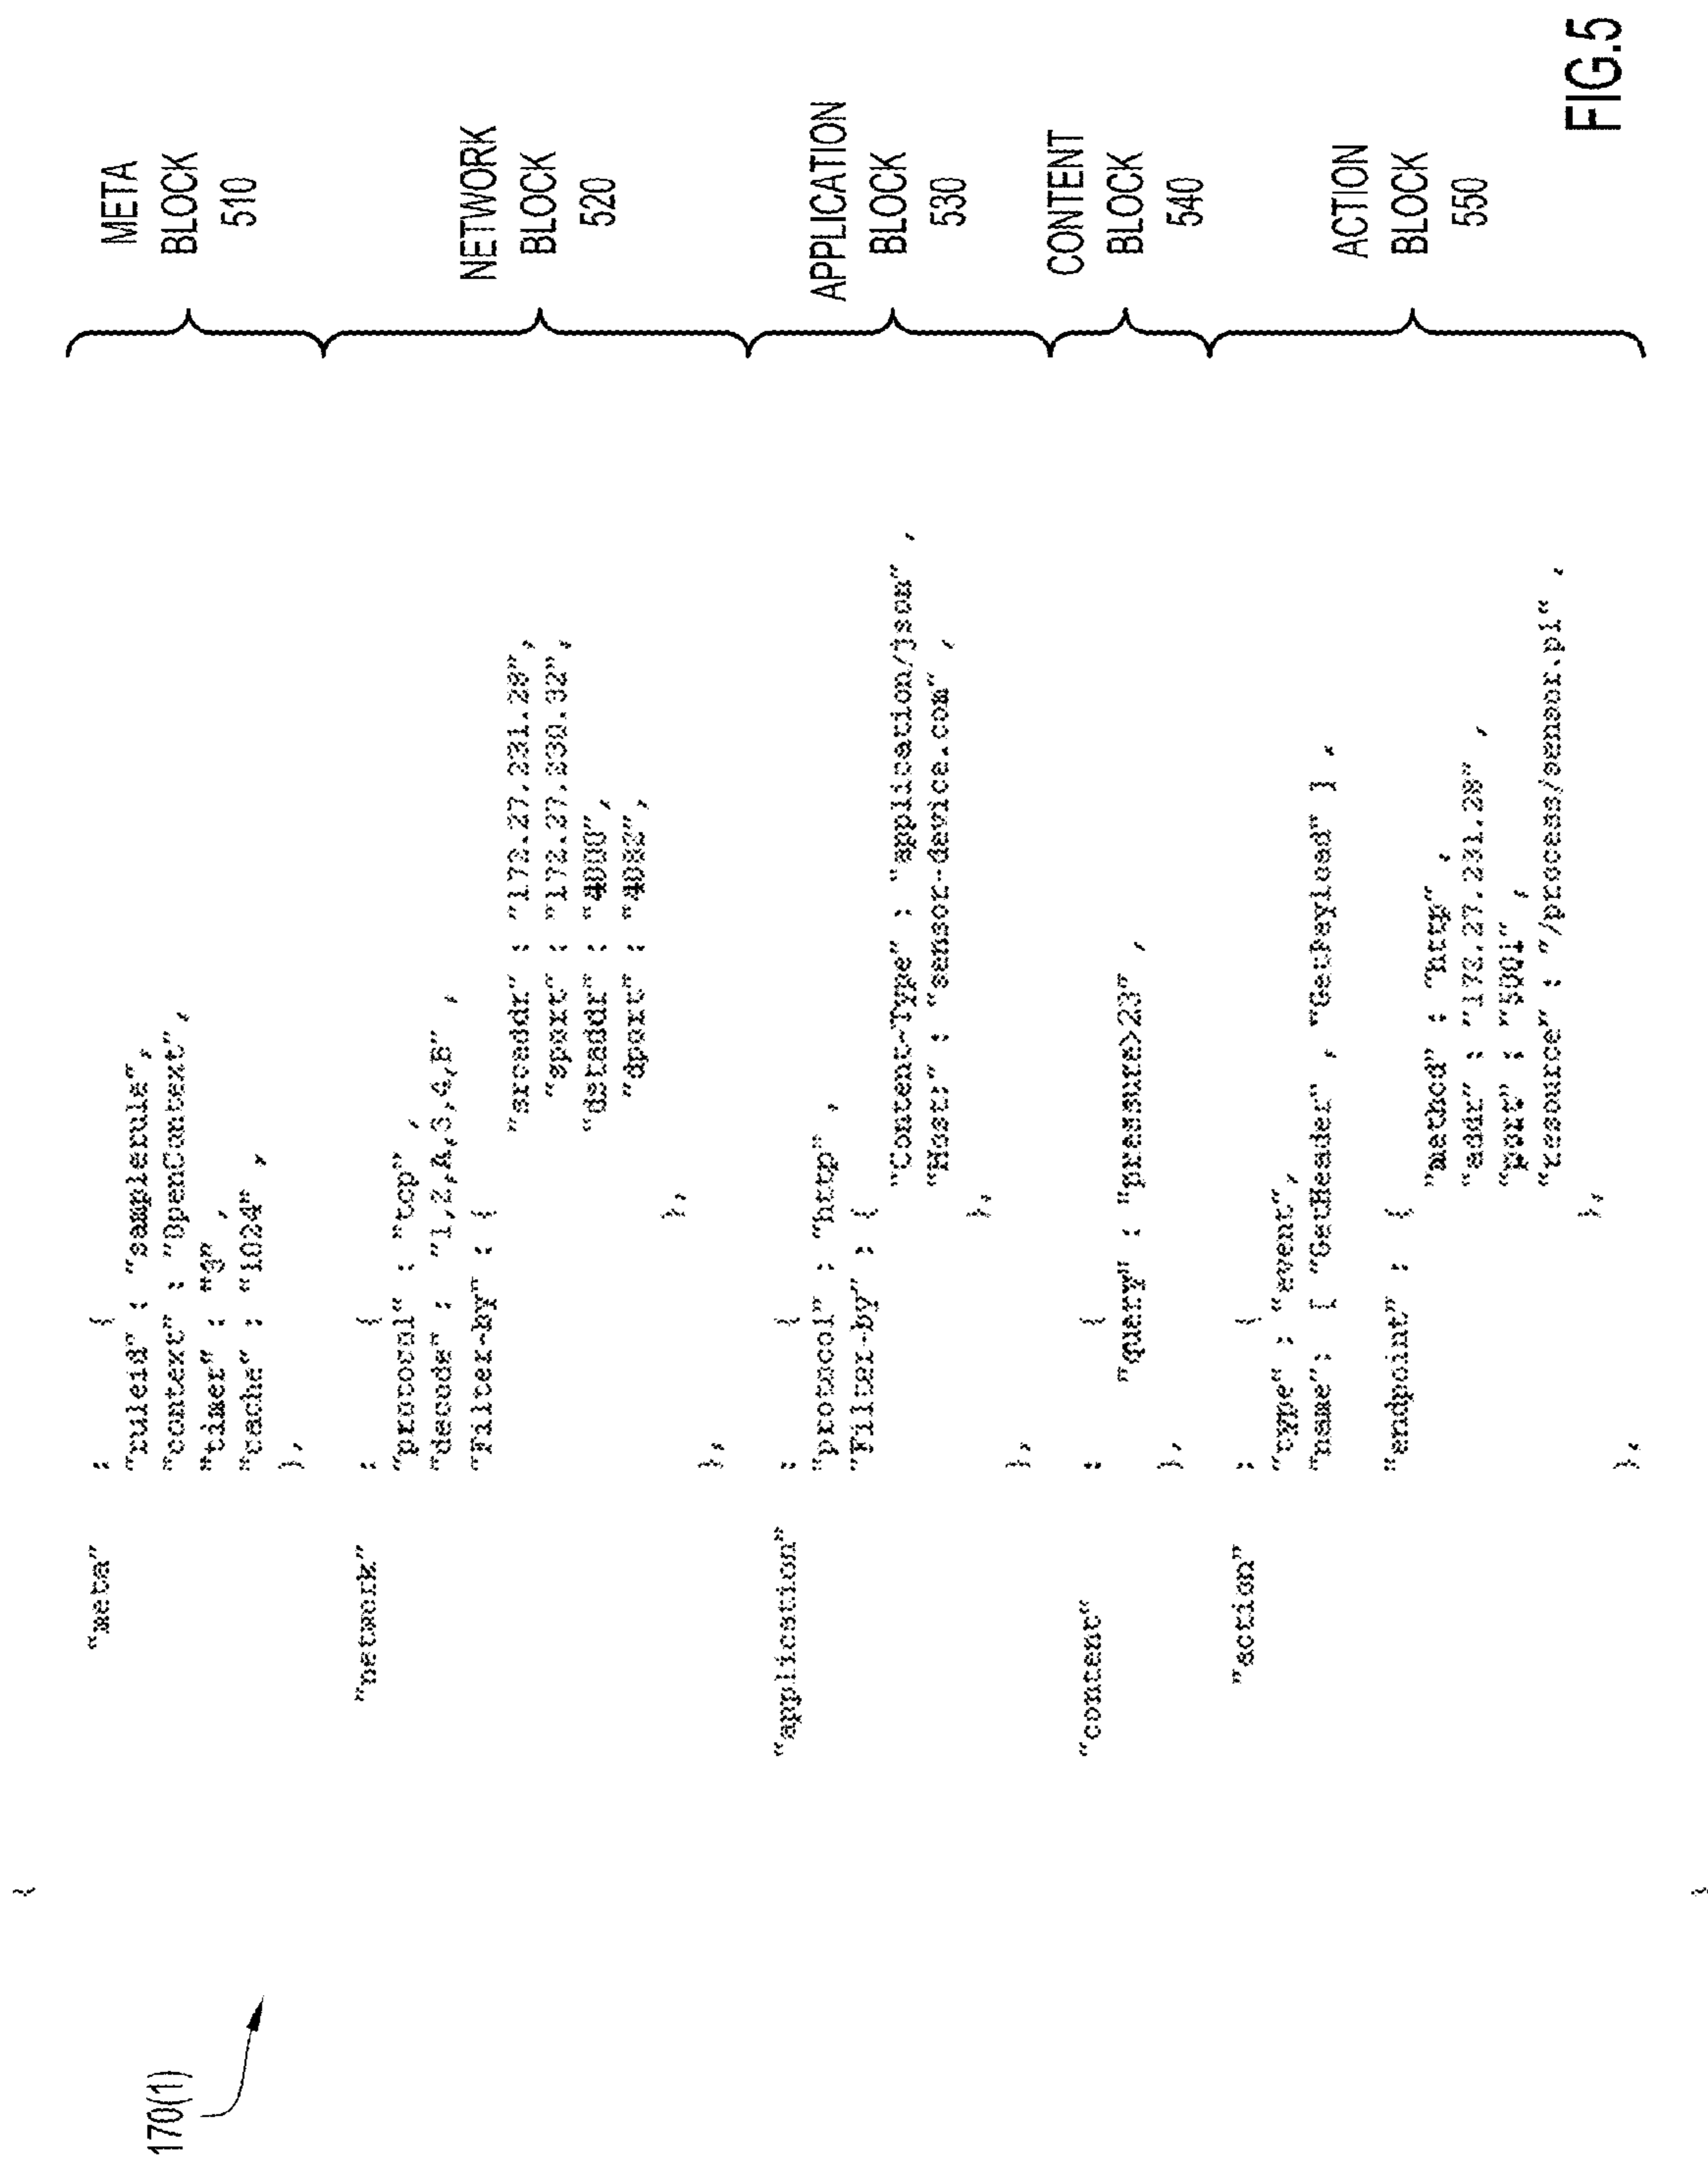 170(1)
{
"meta" : {
"ruleid" : "samplerule",
"context" : "OpenContext",
"timer" : "3",
"cache" : "1024",
},
META
BLOCK
510
"network" : {
"protocol" : "tcp",
"decode" : "1,2,A,3,4,B",
"Filter-by" : {
"srcaddr" : "172.27.231.28",
"sport" : "172.27.230.32",
"dstaddr" : "4000",
"dport" : "4082",
},
},
NETWORK
BLOCK
520
"application" : {
"protocol" : "http",
"Filter-by" : {
"Content-Type" : "application/json",
"Host:" : "sensor-device.com",
},
},
APPLICATION
BLOCK
530
"content" : {
"query" : "pressure>23",
},
CONTENT
BLOCK
540
"action" : {
"type" : "event",
"name": [ "GetHeader" , "GetPayload" ],
"endpoint" : {
"method" : "http",
"addr" : "172.27.231.28",
"port" : "5001",
"resource" : "/process/sensor.pl",
},
},
ACTION
BLOCK
550
{
FIG.5